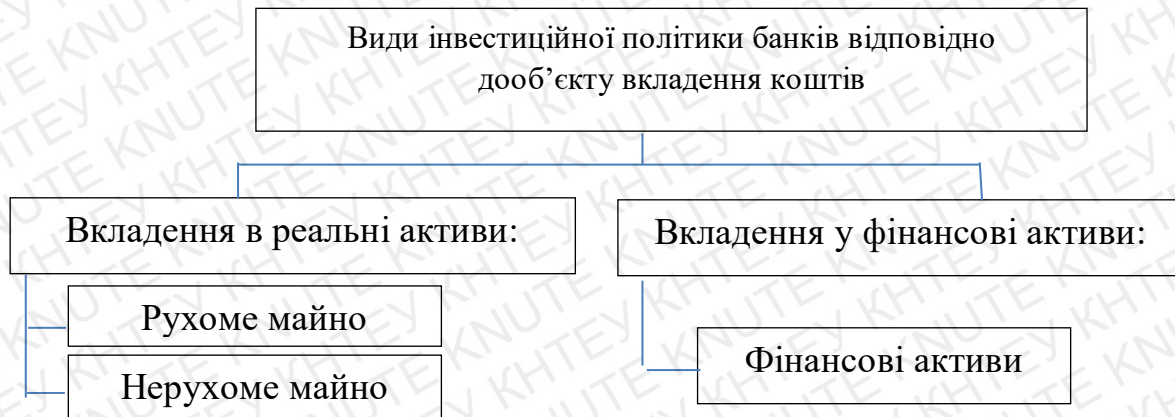 Види інвестиційної політики банків відповідно
дооб’єкту вкладення коштів
Вкладення в реальні активи:
Вкладення у фінансові активи:
Рухоме майно
Фінансові активи
Нерухоме майно